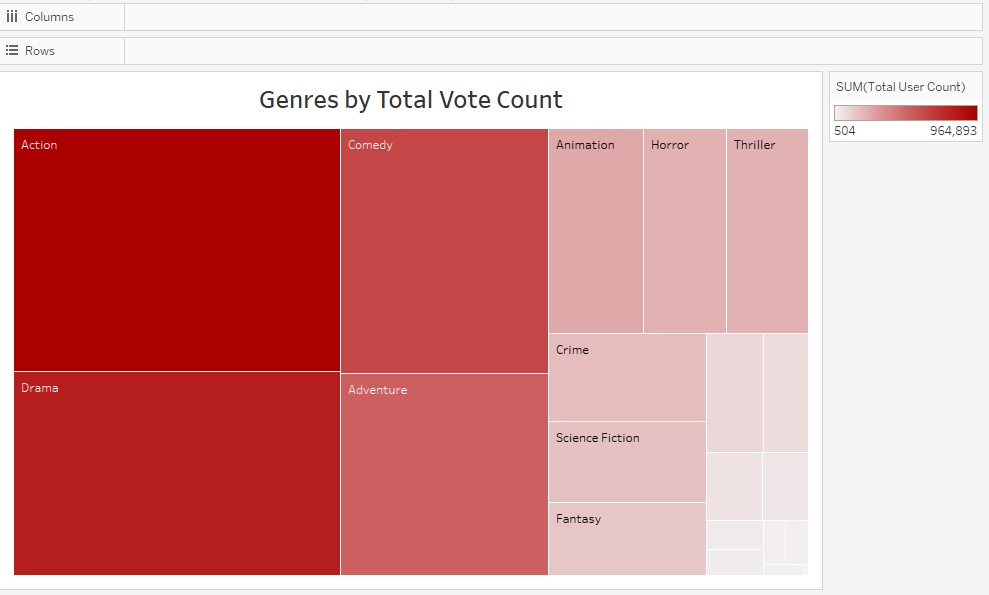 Columns
Rows
Genres by Total Vote Count
SUM(Total User Count)
504 964,893
Action
Comedy
Animation
Horror
Thriller
Drama
Adventure
Crime
Science Fiction
Fantasy